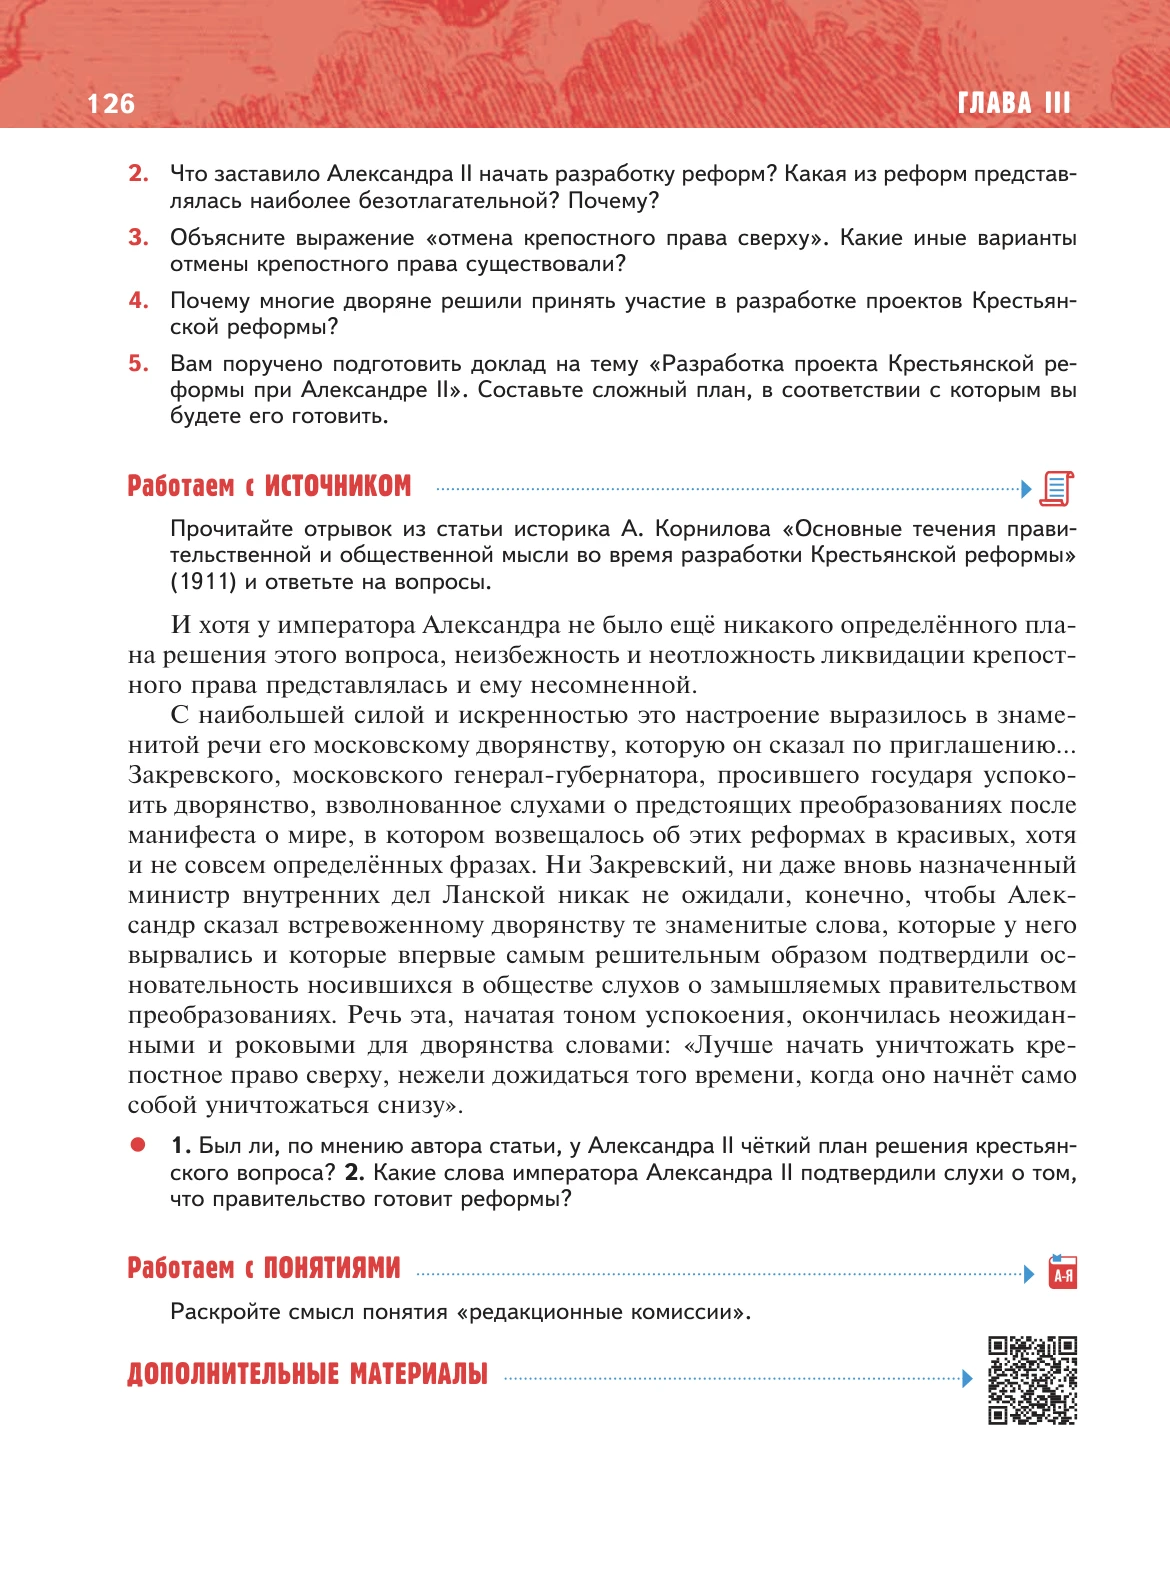 126
ГЛАВА III
2. Что заставило Александра II начать разработку реформ? Какая из реформ представ-
лялась наиболее безотлагательной? Почему?
3. Объясните выражение «отмена крепостного права сверху». Какие иные варианты
отмены крепостного права существовали?
4. Почему многие дворяне решили принять участие в разработке проектов Крестьян-
ской реформы?
5. Вам поручено подготовить доклад на тему «Разработка проекта Крестьянской ре-
формы при Александре II». Составьте сложный план, в соответствии с которым вы
будете его готовить.
Работаем с ИСТОЧНИКОМ
Прочитайте отрывок из статьи историка А. Корнилова «Основные течения прави-
тельственной и общественной мысли во время разработки Крестьянской реформы»
(1911) и ответьте на вопросы.
И хотя у императора Александра не было ещё никакого определённого пла-
на решения этого вопроса, неизбежность и неотложность ликвидации крепост-
ного права представлялась и ему несомненной.
С наибольшей силой и искренностью это настроение выразилось в знаме-
нитой речи его московскому дворянству, которую он сказал по приглашению...
Закревского, московского генерал-губернатора, просившего государя успоко-
ить дворянство, взволнованное слухами о предстоящих преобразованиях после
манифеста о мире, в котором возвещалось об этих реформах в красивых, хотя
и не совсем определённых фразах. Ни Закревский, ни даже вновь назначенный
министр внутренних дел Ланской никак не ожидали, конечно, чтобы Алек-
сандр сказал встревоженному дворянству те знаменитые слова, которые у него
вырвались и которые впервые самым решительным образом подтвердили ос-
новательность носившихся в обществе слухов о замышляемых правительством
преобразованиях. Речь эта, начатая тоном успокоения, окончилась неожидан-
ными и роковыми для дворянства словами: «Лучше начать уничтожать кре-
постное право сверху, нежели дожидаться того времени, когда оно начнёт само
собой уничтожаться снизу».
• 1. Был ли, по мнению автора статьи, у Александра II чёткий план решения крестьян-
ского вопроса? 2. Какие слова императора Александра II подтвердили слухи о том,
что правительство готовит реформы?
Работаем с ПОНЯТИЯМИ
А-Я
Раскройте смысл понятия «редакционные комиссии».
ДОПОЛНИТЕЛЬНЫЕ МАТЕРИАЛЫ